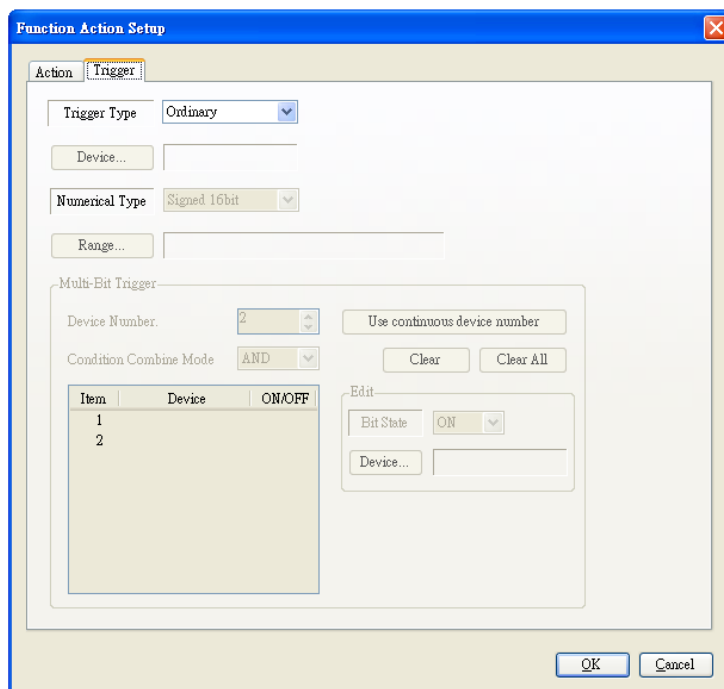 Function Action Setup
Action Trigger
Trigger Type Ordinary
Device...
Numerical Type Signed 16bit
Range...
Multi-Bit Trigger
Device Number. 2 Use continuous device number
Condition Combine Mode AND Clear Clear All
Item Device ON/OFF
1
2
Edit
Bit State ON
Device...
OK Cancel